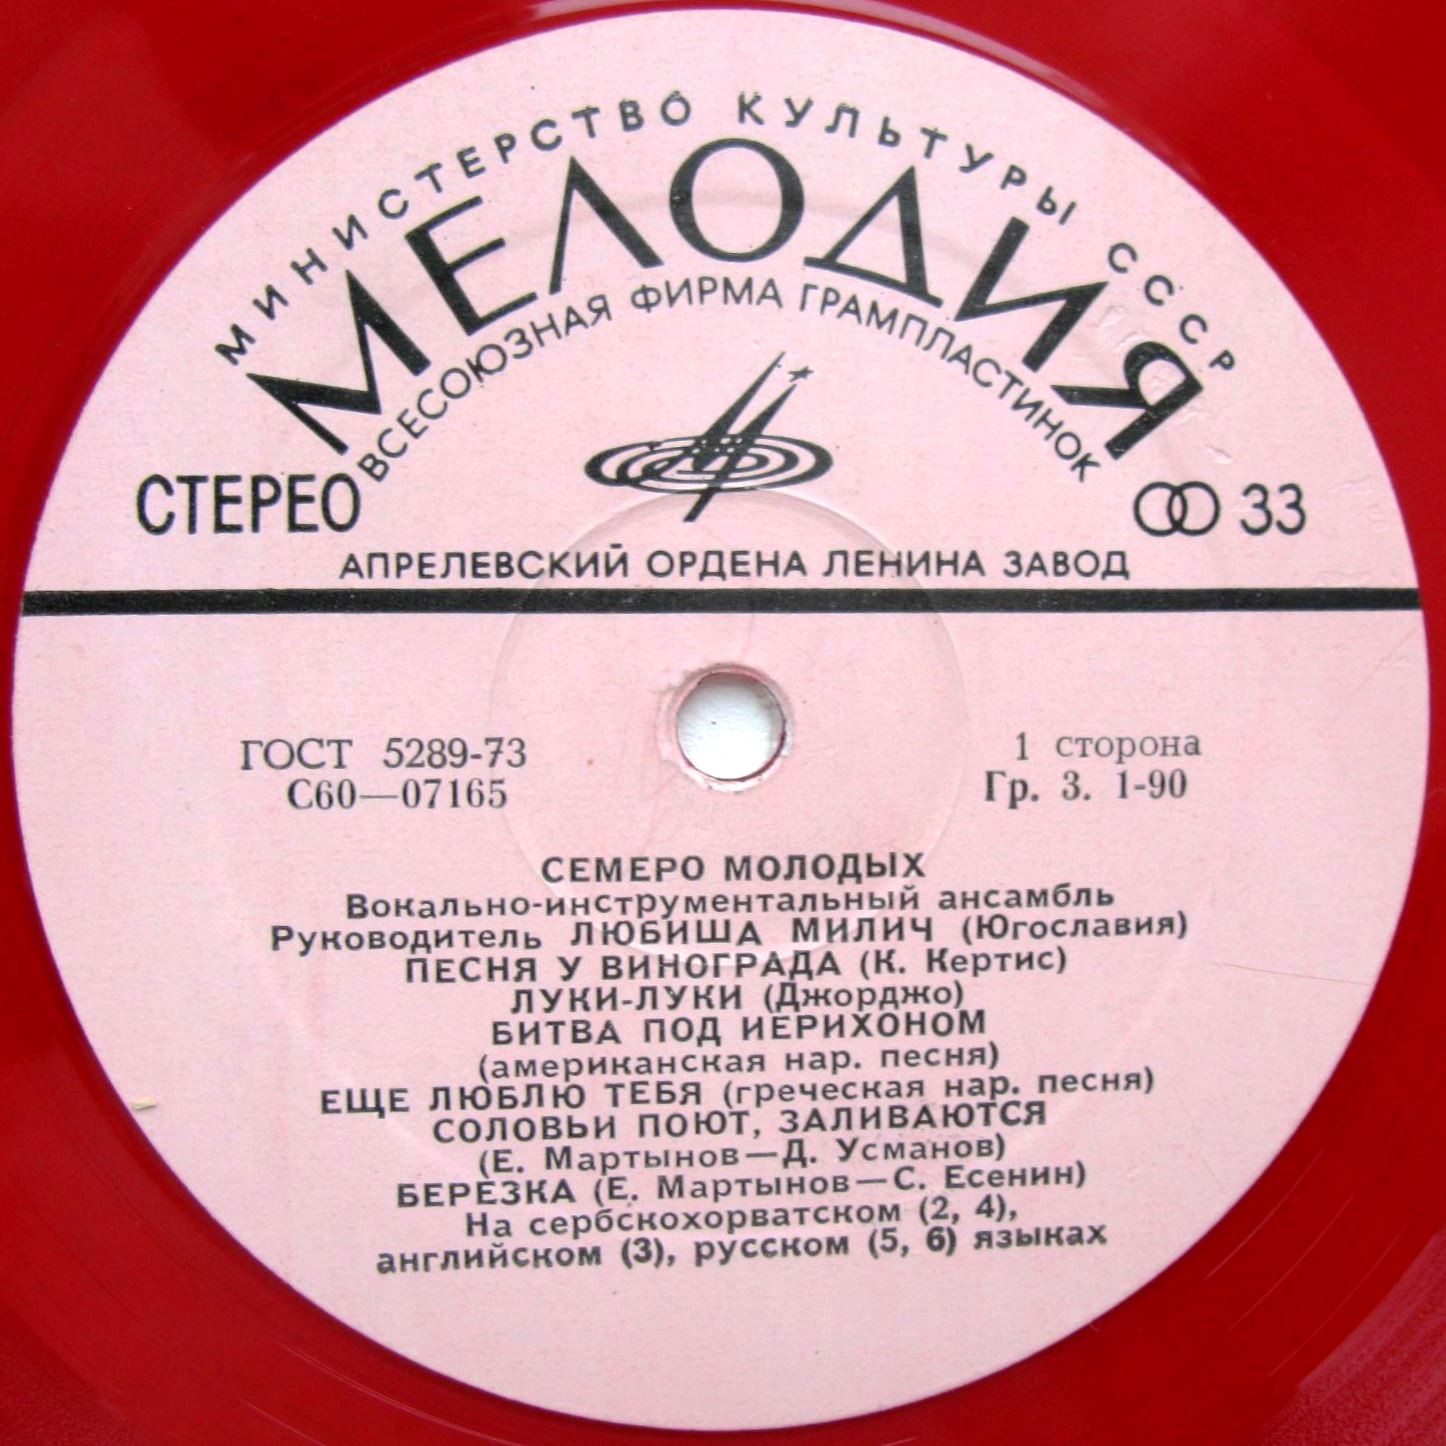 МИНИСТЕРСТВО КУЛЬТУРЫ СССР
МЕЛОДИЯ
ВСЕСОЮЗНАЯ ФИРМА ГРАМПЛАСТИНОК
СТЕРЕО
33
АПРЕЛЕВСКИЙ ОРДЕНА ЛЕНИНА ЗАВОД
ГОСТ 5289-73
С60—07165
1 сторона
Гр. 3. 1-90
СЕМЕРО МОЛОДЫХ
Вокально-инструментальный ансамбль
Руководитель ЛЮБИША МИЛИЧ (Югославия)
ПЕСНЯ У ВИНОГРАДА (К. Кертис)
ЛУКИ-ЛУКИ (Джорджо)
БИТВА ПОД ИЕРИХОНОМ
(американская нар. песня)
ЕЩЕ ЛЮБЛЮ ТЕБЯ (греческая нар. песня)
СОЛОВЬИ ПОЮТ, ЗАЛИВАЮТСЯ
(Е. Мартынов—Д. Усманов)
БЕРЕЗКА (Е. Мартынов—С. Есенин)
На сербскохорватском (2, 4),
английском (3), русском (5, 6) языках